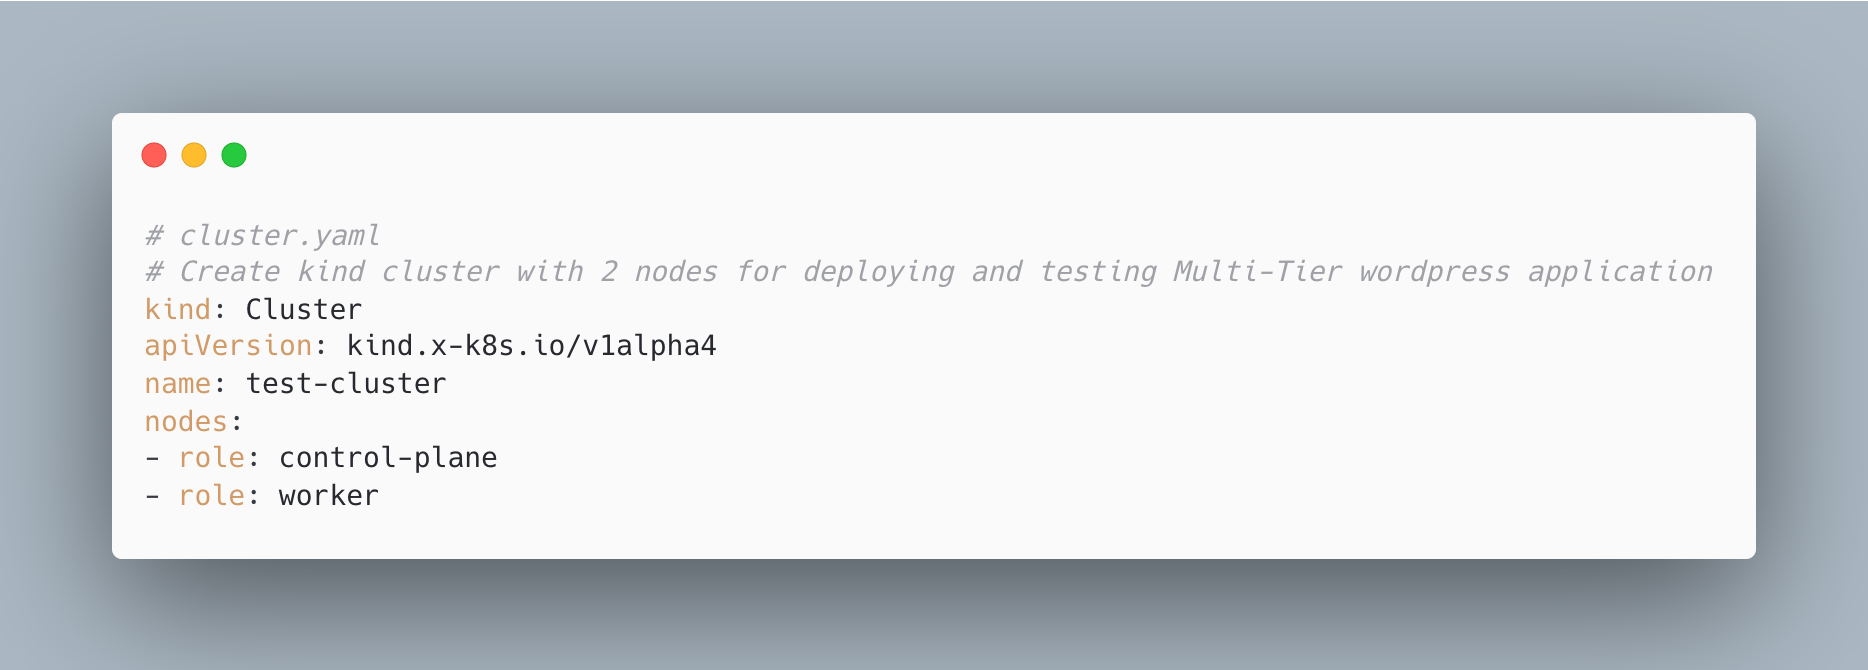 # cluster.yaml
# Create kind cluster with 2 nodes for deploying and testing Multi-Tier wordpress application
kind: Cluster
apiVersion: kind.x-k8s.io/v1alpha4
name: test-cluster
nodes:
- role: control-plane
- role: worker